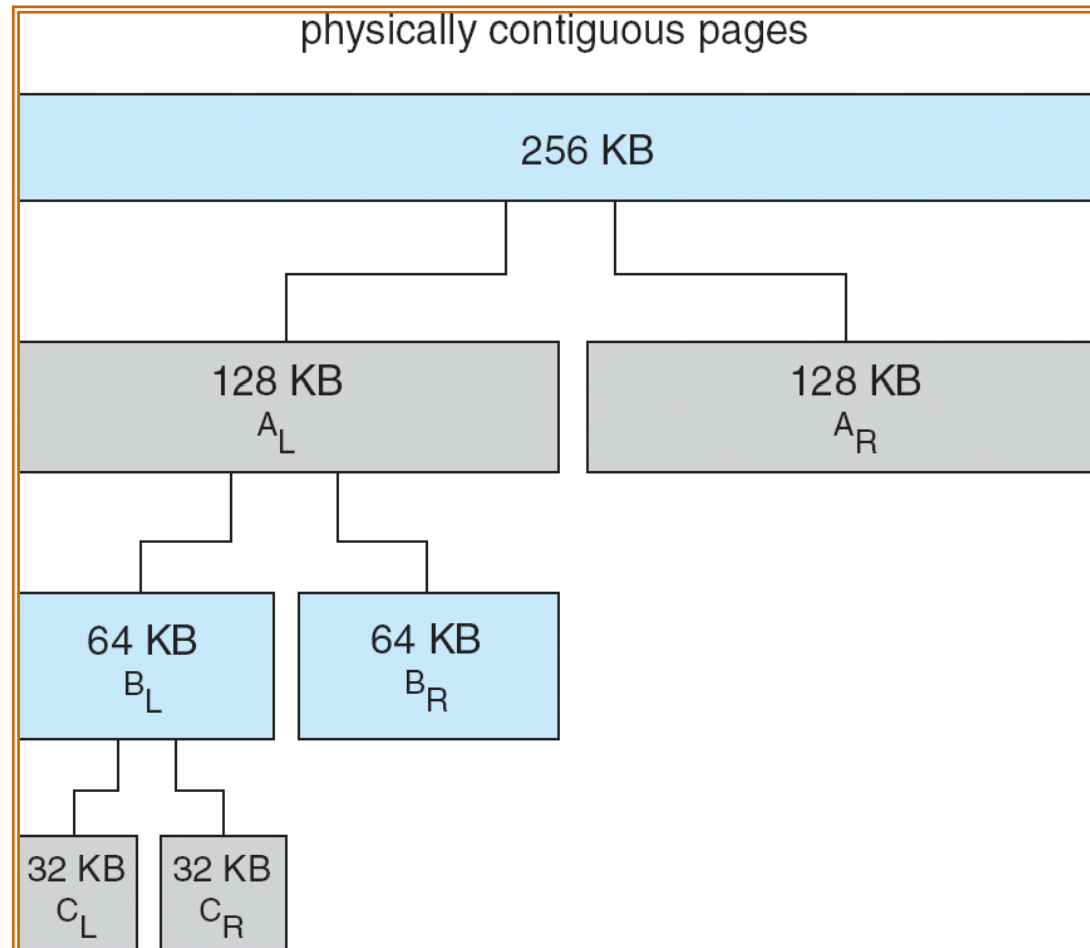 physically contiguous pages
256 KB
128 KB
AL
128 KB
AR
64 KB
BL
64 KB
BR
32 KB
CL
32 KB
CR